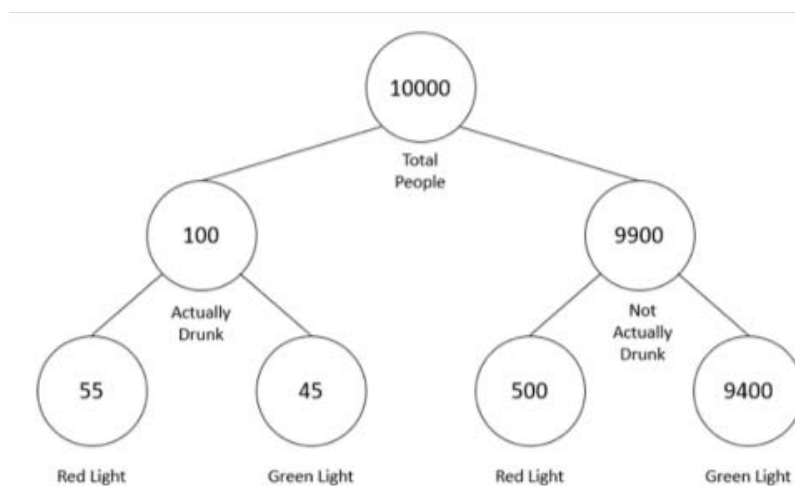 10000
Total
People
100
9900
Actually
Drunk
Not
Actually
Drunk
55
45
500
9400
Red Light
Green Light
Red Light
Green Light